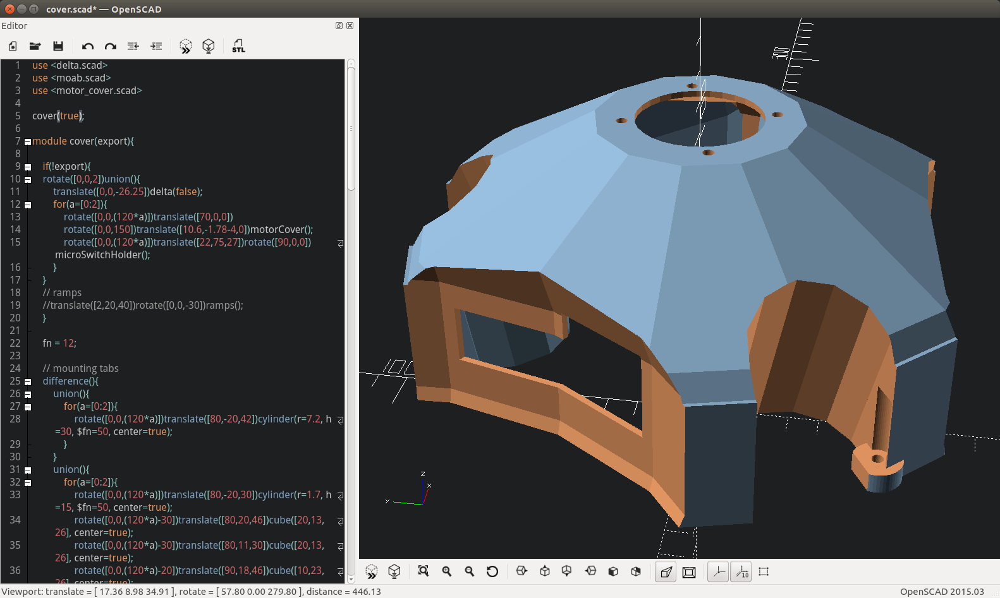 cover.scad* — OpenSCAD
Editor
STL
1 use <delta.scad>
2 use <moab.scad>
3 use <motor_cover.scad>
4
5 cover(true);
6
7 module cover(export){
8
9 if(!export){
10 rotate([0,0,2])union(){
11 translate([0,0,-26.25])delta(false);
12 for(a=[0:2]){
13 rotate([0,0,(120*a)])translate([70,0,0])
14 rotate([0,0,150])translate([10.6,-1.78-4,0])motorCover();
15 rotate([0,0,(120*a)])translate([22,75,27])rotate([90,0,0])
microSwitchHolder();
16 }
17 }
18 // ramps
19 //translate([2,20,40])rotate([0,0,-30])ramps();
20 }
21
22 fn = 12;
23
24 // mounting tabs
25 difference(){
26 union(){
27 for(a=[0:2]){
28 rotate([0,0,(120*a)])translate([80,-20,42])cylinder(r=7.2, h
=30, $fn=50, center=true);
29 }
30 }
31 union(){
32 for(a=[0:2]){
33 rotate([0,0,(120*a)])translate([80,-20,30])cylinder(r=1.7, h
=15, $fn=50, center=true);
34 rotate([0,0,(120*a)-30])translate([80,20,46])cube([20,13,
26], center=true);
35 rotate([0,0,(120*a)-30])translate([80,11,30])cube([20,13,
26], center=true);
36 rotate([0,0,(120*a)-20])translate([90,18,46])cube([10,23,
26], center=true);
z
x
y
10
Viewport: translate = [ 17.36 8.98 34.91 ], rotate = [ 57.80 0.00 279.80 ], distance = 446.13
OpenSCAD 2015.03